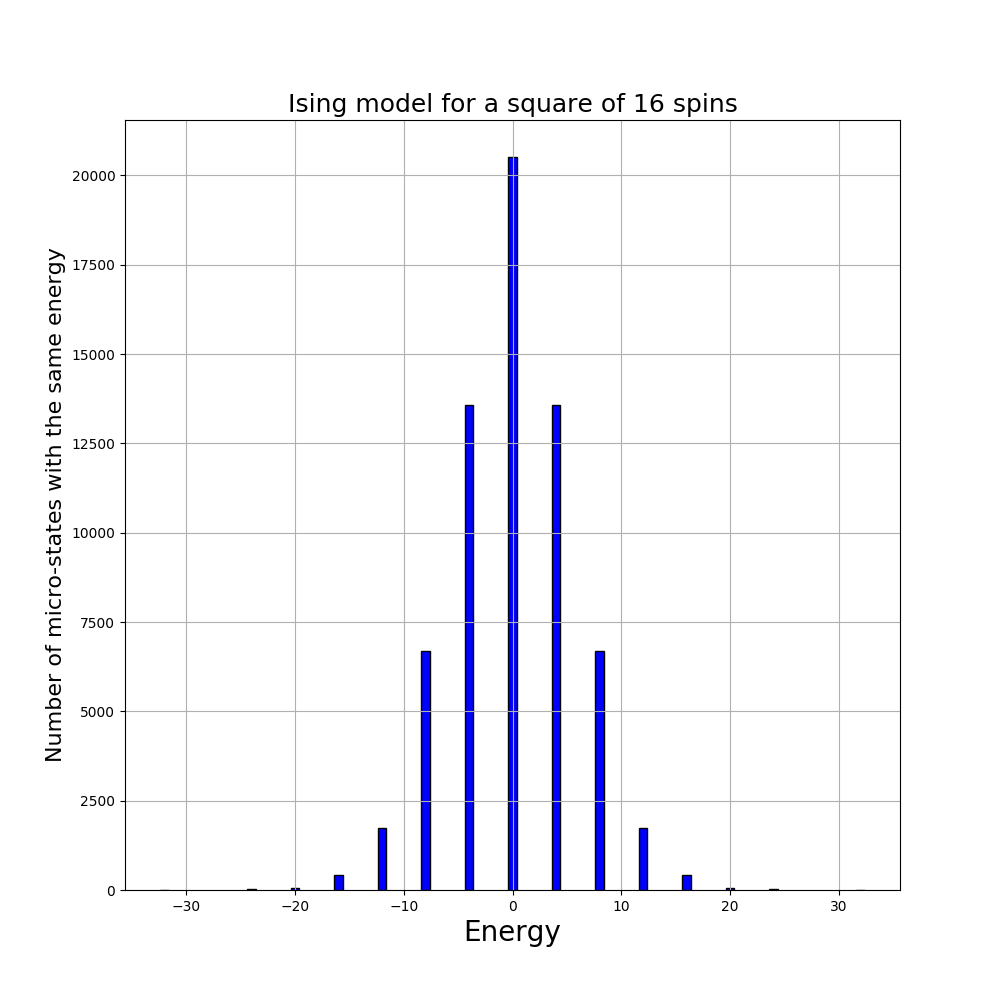 Ising model for a square of 16 spins
Number of micro-states with the same energy
20000
17500
15000
12500
10000
7500
5000
2500
0
−30 −20 −10 0 10 20 30
Energy